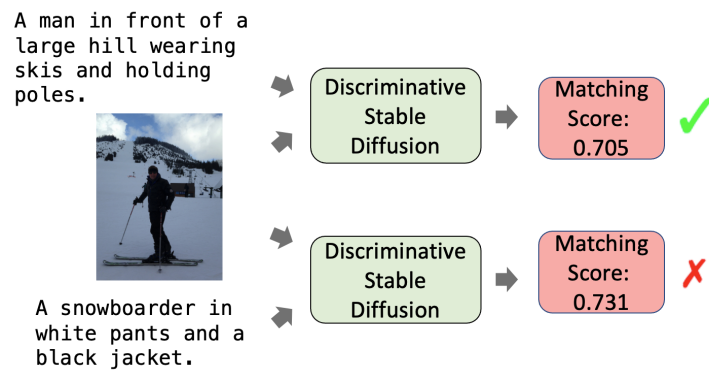 A man in front of a
large hill wearing
skis and holding
poles.
Discriminative
Stable
Diffusion
Matching
Score:
0.705
A snowboarder in
white pants and a
black jacket.
Discriminative
Stable
Diffusion
Matching
Score:
0.731